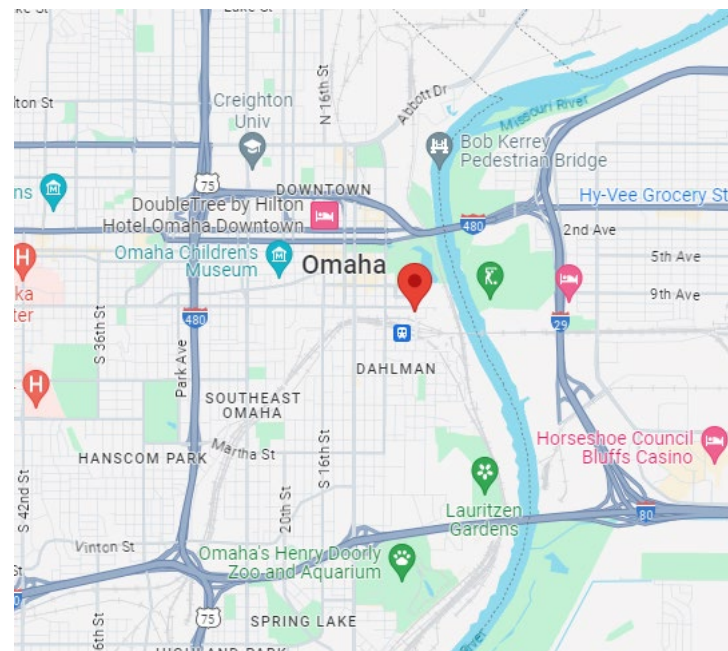 Lake St
N 16th St
Abbott Dr
Missouri River
Creighton
Univ
Bob Kerrey
Pedestrian Bridge
75
DOWNTOWN
DoubleTree by Hilton
Hotel Omaha Downtown
Hy-Vee Grocery St
480
2nd Ave
Omaha Children's
Museum
Omaha
5th Ave
9th Ave
H
480
29
S 36th St
Park Ave
DAHLMAN
H
SOUTHEAST
OMAHA
S 16th St
Horseshoe Council
Bluffs Casino
HANSCOM PARK
Martha St
S 42nd St
20th St
Lauritzen
Gardens
80
Vinton St
Omaha's Henry Doorly
Zoo and Aquarium
75
SPRING LAKE